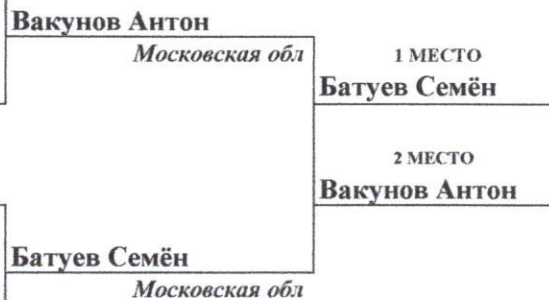 Вакунов Антон
Московская обл
1 МЕСТО
Батуев Семён
2 МЕСТО
Вакунов Антон
Батуев Семён
Московская обл